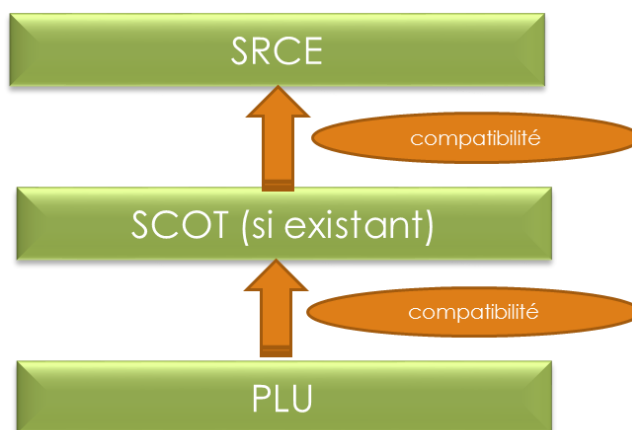 SRCE
compatibilité
SCOT (si existant)
compatibilité
PLU